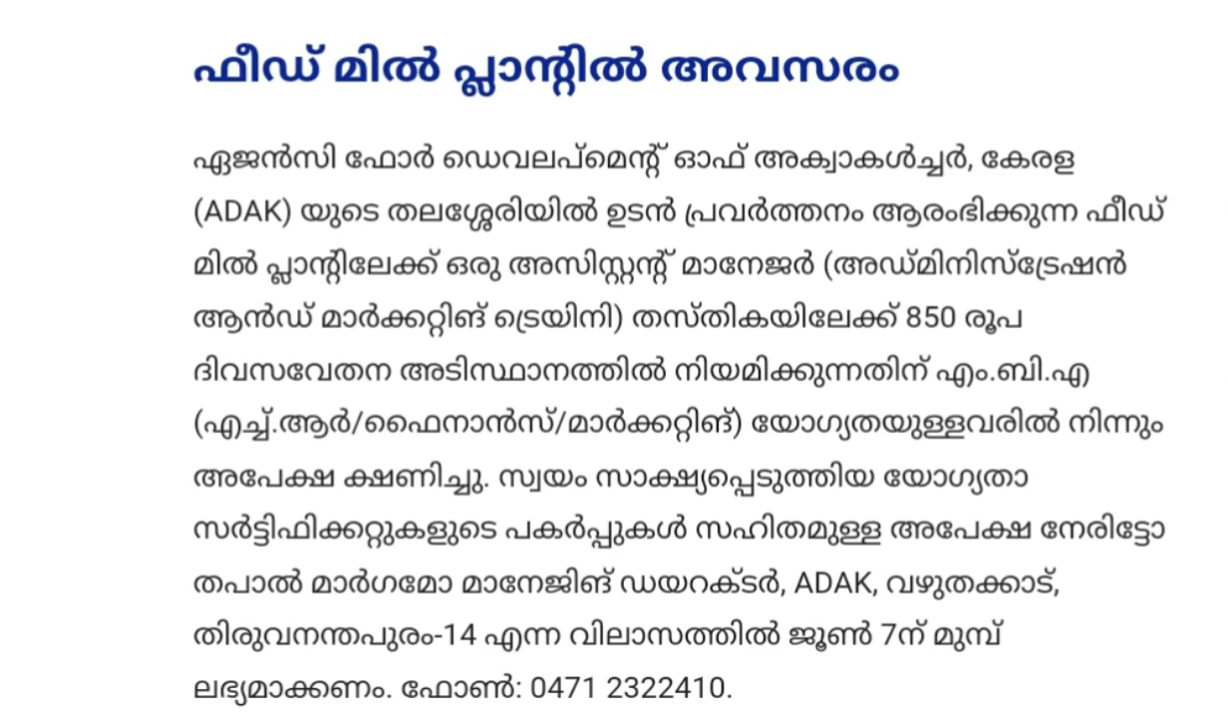 ഫീഡ് മിൽ പ്ലാന്റിൽ അവസരം
ഏജൻസി ഫോർ ഡെവലപ്മെന്റ് ഓഫ് അക്വാകൾച്ചർ, കേരള
(ADAK) യുടെ തലശ്ശേരിയിൽ ഉടൻ പ്രവർത്തനം ആരംഭിക്കുന്ന ഫീഡ്
മിൽ പ്ലാന്റിലേക്ക് ഒരു അസിസ്റ്റന്റ് മാനേജർ (അഡ്മിനിസ്ട്രേഷൻ
ആൻഡ് മാർക്കറ്റിങ് ട്രെയിനി) തസ്തികയിലേക്ക് 850 രൂപ
ദിവസവേതന അടിസ്ഥാനത്തിൽ നിയമിക്കുന്നതിന് എം.ബി.എ
(എച്ച്.ആർ/ഫൈനാൻസ്/മാർക്കറ്റിങ്) യോഗ്യതയുള്ളവരിൽ നിന്നും
അപേക്ഷ ക്ഷണിച്ചു. സ്വയം സാക്ഷ്യപ്പെടുത്തിയ യോഗ്യതാ
സർട്ടിഫിക്കറ്റുകളുടെ പകർപ്പുകൾ സഹിതമുള്ള അപേക്ഷ നേരിട്ടോ
തപാൽ മാർഗമോ മാനേജിങ് ഡയറക്ടർ, ADAK, വഴുതക്കാട്,
തിരുവനന്തപുരം-14 എന്ന വിലാസത്തിൽ ജൂൺ 7ന് മുമ്പ്
ലഭ്യമാക്കണം. ഫോൺ: 0471 2322410.